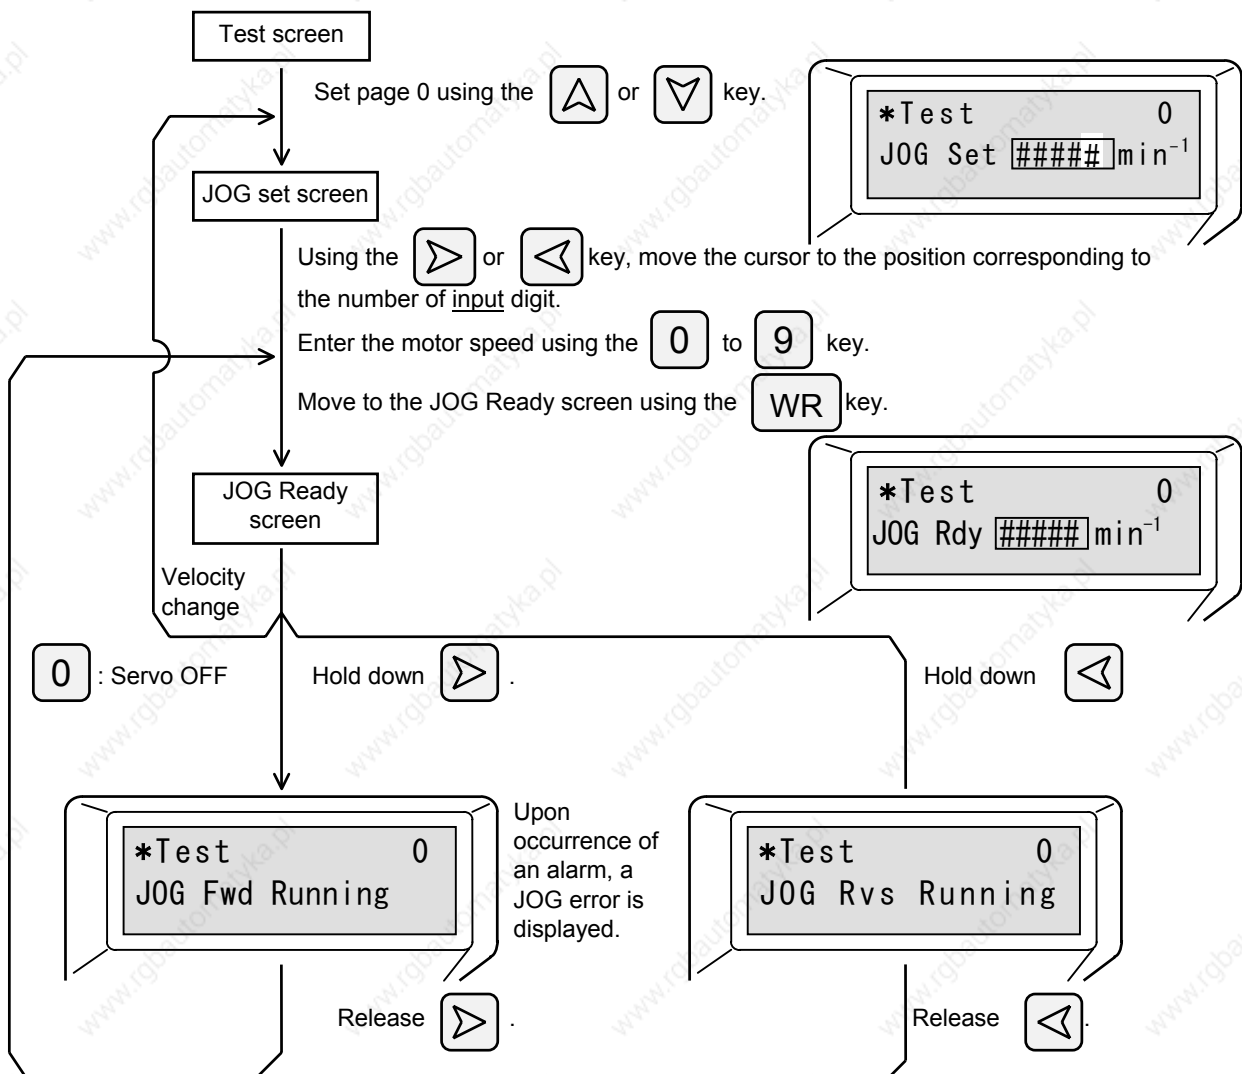 Test screen
Set page 0 using the or key.
*Test 0
JOG Set ##### min⁻¹
JOG set screen
Using the or key, move the cursor to the position corresponding to
the number of input digit.
Enter the motor speed using the 0 to 9 key.
Move to the JOG Ready screen using the WR key.
JOG Ready
screen
*Test 0
JOG Rdy ##### min⁻¹
Velocity
change
0 : Servo OFF
Hold down .
Hold down
*Test 0
JOG Fwd Running
Upon
occurrence of
an alarm, a
JOG error is
displayed.
*Test 0
JOG Rvs Running
Release .
Release .
www.rgbautomatyka.pl